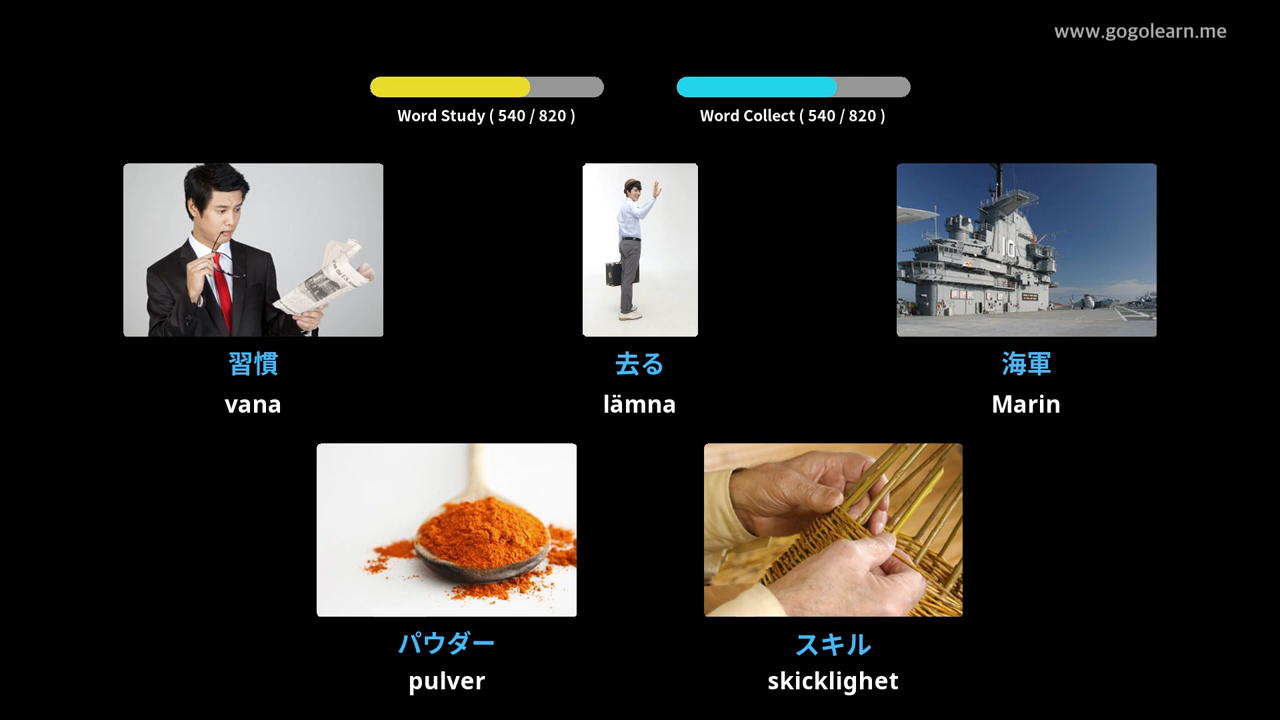 www.gogolearn.me
Word Study ( 540 / 820 )
Word Collect ( 540 / 820 )
習慣
去る
海軍
vana
lämna
Marin
パウダー
スキル
pulver
skicklighet